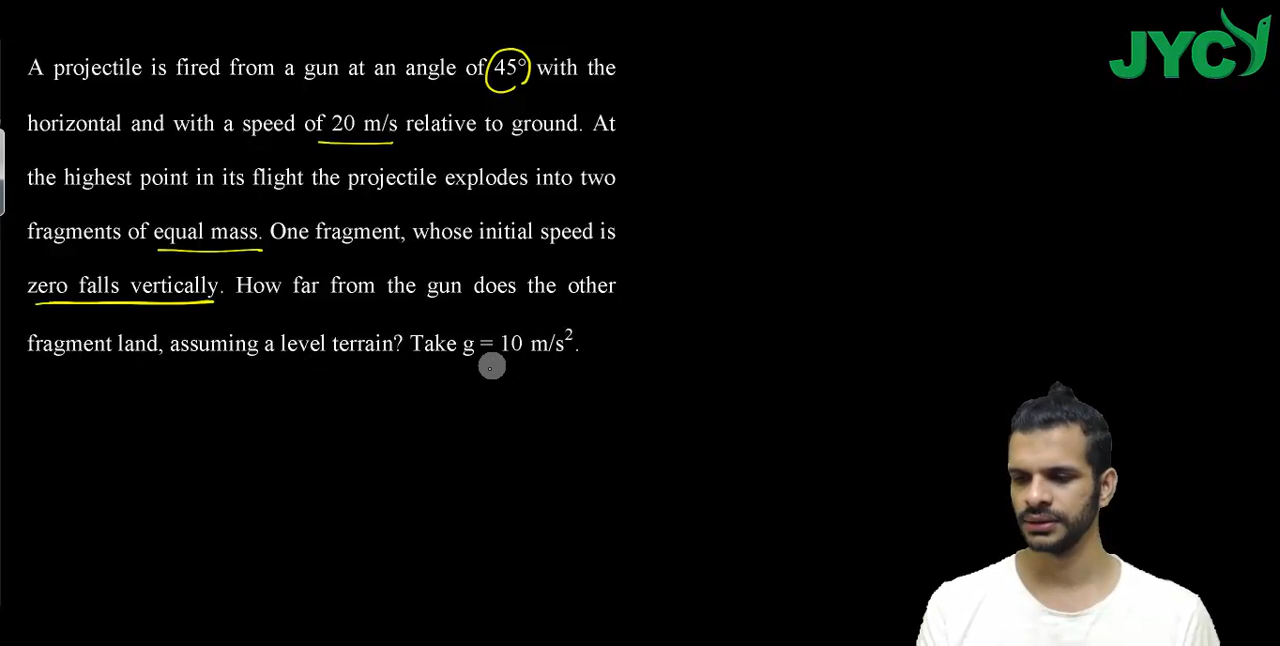 JYC
A projectile is fired from a gun at an angle of 45° with the
horizontal and with a speed of 20 m/s relative to ground. At
the highest point in its flight the projectile explodes into two
fragments of equal mass. One fragment, whose initial speed is
zero falls vertically. How far from the gun does the other
fragment land, assuming a level terrain? Take g = 10 m/s².